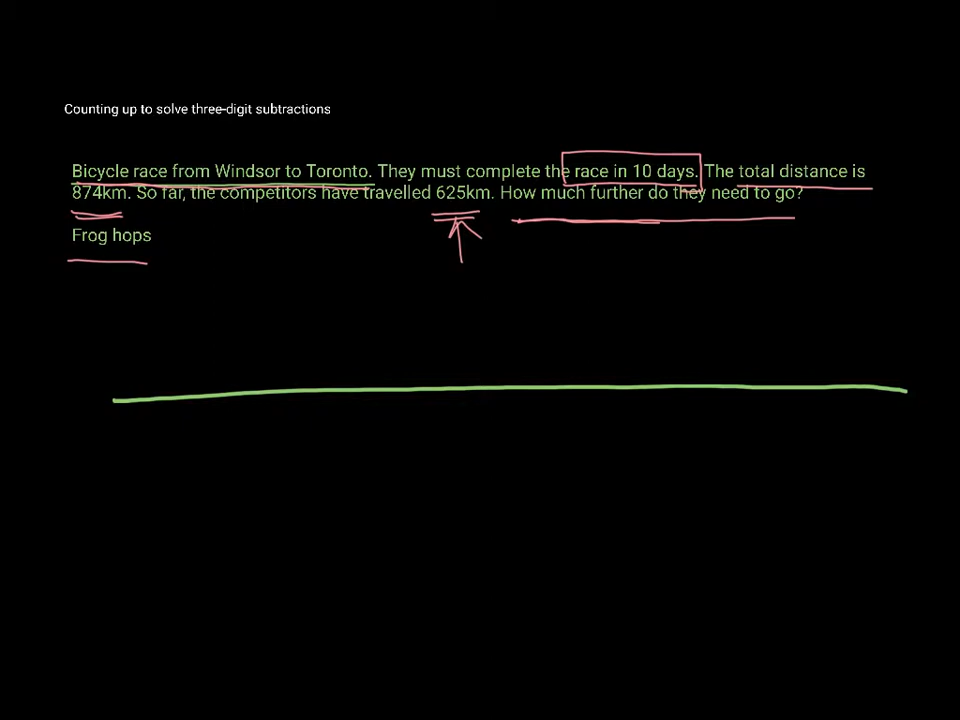 Counting up to solve three-digit subtractions
Bicycle race from Windsor to Toronto. They must complete the race in 10 days. The total distance is
874km. So far, the competitors have travelled 625km. How much further do they need to go?
Frog hops